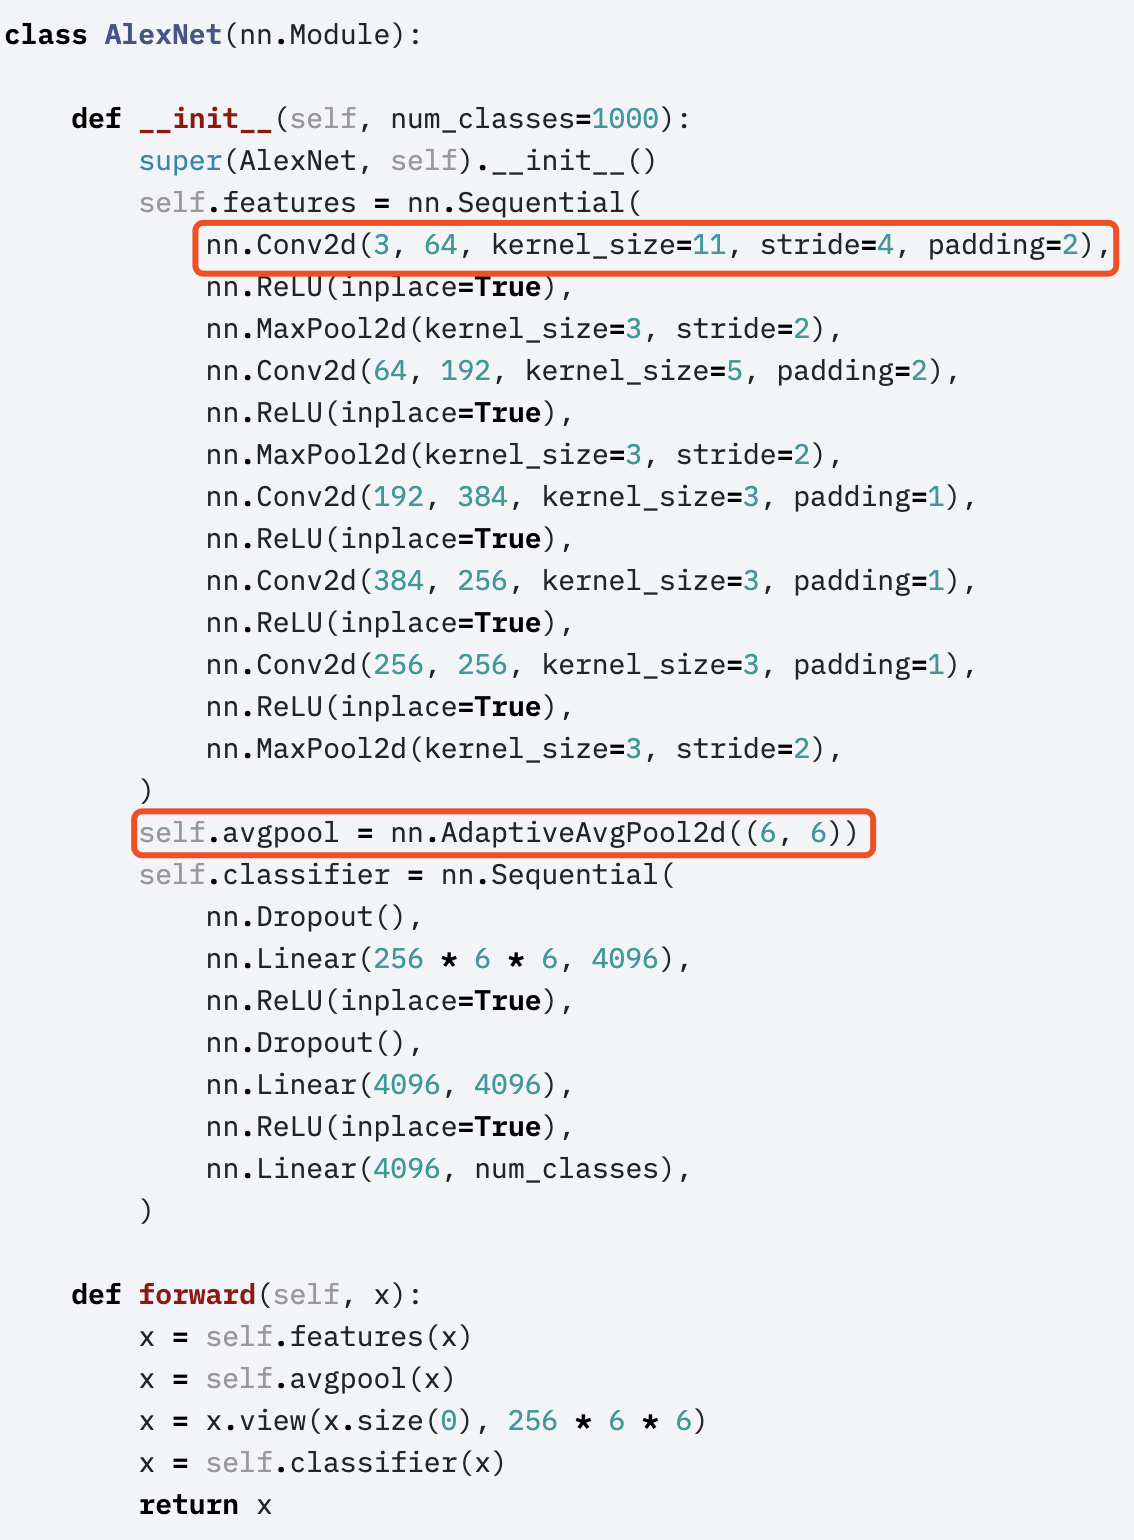 class AlexNet(nn.Module):
def __init__(self, num_classes=1000):
super(AlexNet, self).__init__()
self.features = nn.Sequential(
nn.Conv2d(3, 64, kernel_size=11, stride=4, padding=2),
nn.ReLU(inplace=True),
nn.MaxPool2d(kernel_size=3, stride=2),
nn.Conv2d(64, 192, kernel_size=5, padding=2),
nn.ReLU(inplace=True),
nn.MaxPool2d(kernel_size=3, stride=2),
nn.Conv2d(192, 384, kernel_size=3, padding=1),
nn.ReLU(inplace=True),
nn.Conv2d(384, 256, kernel_size=3, padding=1),
nn.ReLU(inplace=True),
nn.Conv2d(256, 256, kernel_size=3, padding=1),
nn.ReLU(inplace=True),
nn.MaxPool2d(kernel_size=3, stride=2),
)
self.avgpool = nn.AdaptiveAvgPool2d((6, 6))
self.classifier = nn.Sequential(
nn.Dropout(),
nn.Linear(256 * 6 * 6, 4096),
nn.ReLU(inplace=True),
nn.Dropout(),
nn.Linear(4096, 4096),
nn.ReLU(inplace=True),
nn.Linear(4096, num_classes),
)
def forward(self, x):
x = self.features(x)
x = self.avgpool(x)
x = x.view(x.size(0), 256 * 6 * 6)
x = self.classifier(x)
return x